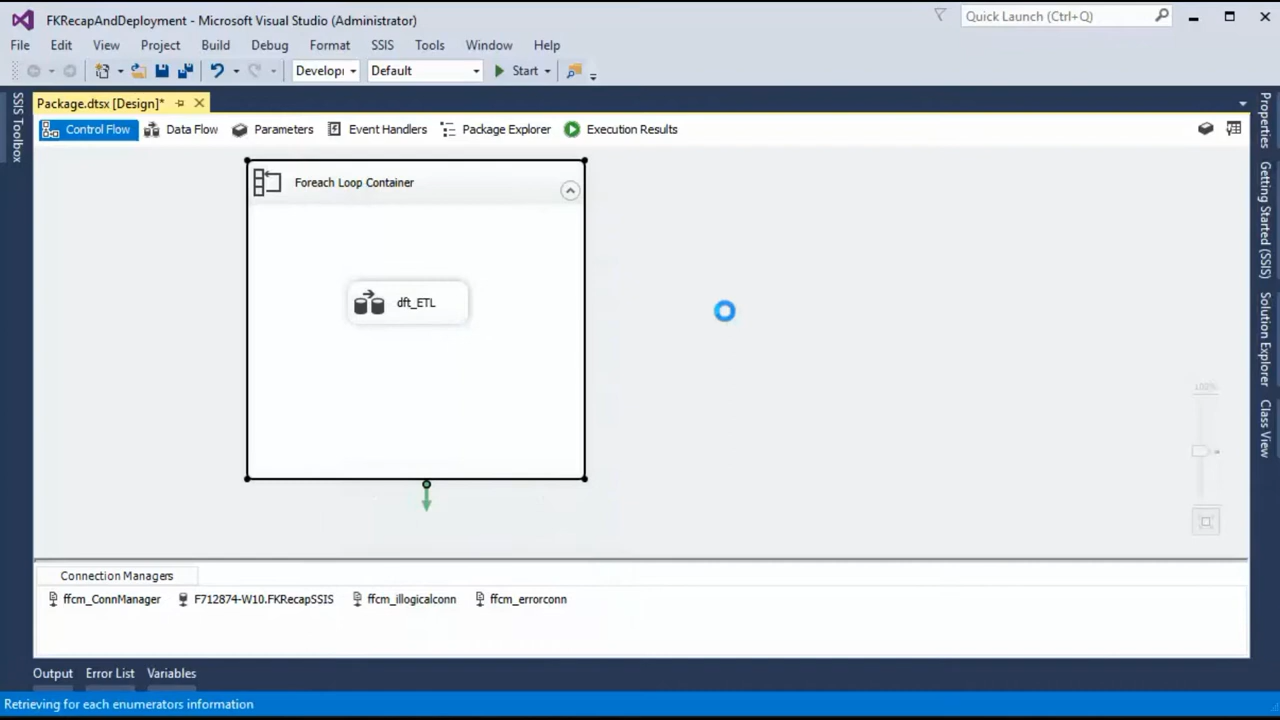 FKRecapAndDeployment - Microsoft Visual Studio (Administrator)
Quick Launch (Ctrl+Q)
File Edit View Project Build Debug Format SSIS Tools Window Help
Developı Default Start
Package.dtsx [Design]*
Control Flow Data Flow Parameters Event Handlers Package Explorer Execution Results
SSIS Toolbox
Foreach Loop Container
dft_ETL
102%
Properties
Getting Started (SSIS)
Solution Explorer
Class View
Connection Managers
ffcm_ConnManager F712874-W10.FKRecapSSIS ffcm_illogicalconn ffcm_errorconn
Output Error List Variables
Retrieving for each enumerators information